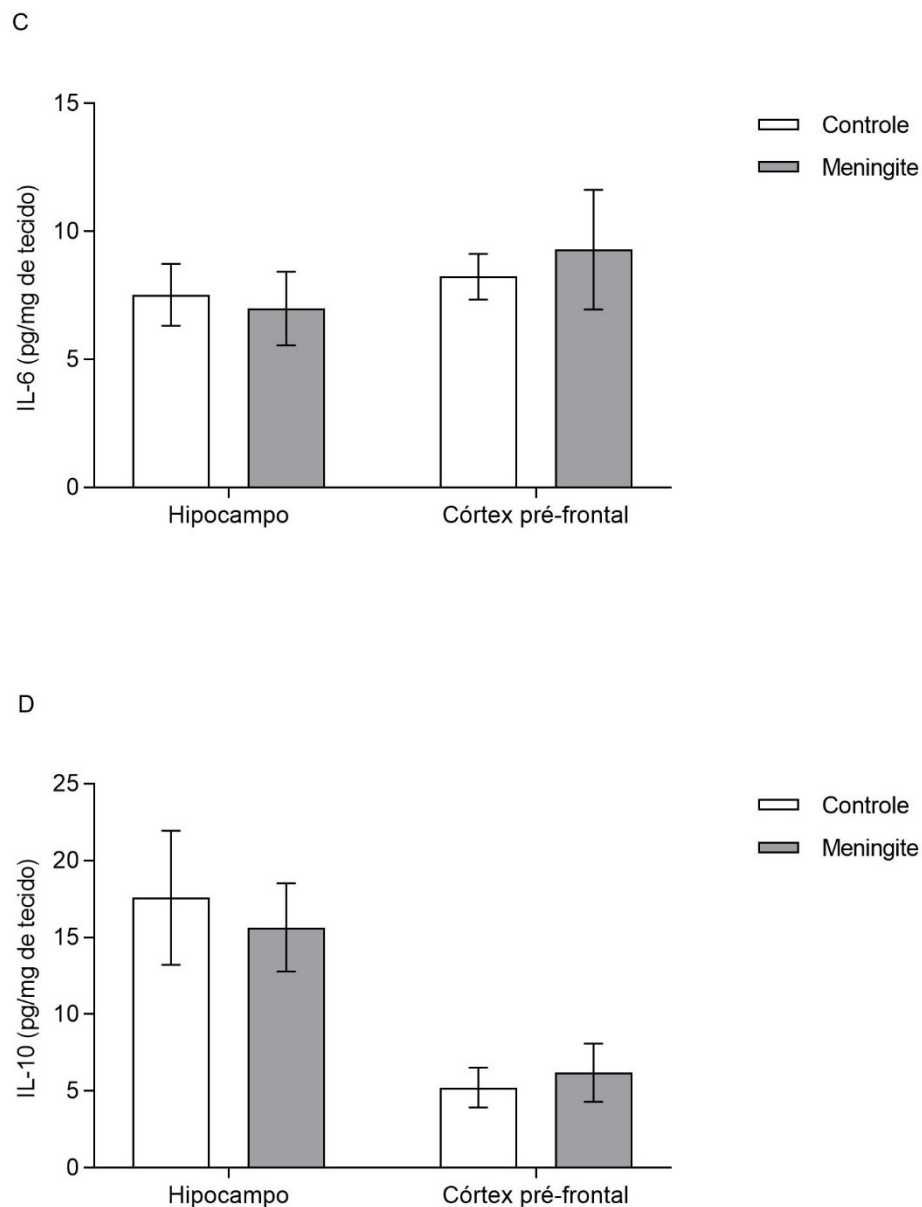 C
15
10
5
0
IL-6 (pg/mg de tecido)
Hipocampo
Córtex pré-frontal
Controle
Meningite
D
25
20
15
10
5
0
IL-10 (pg/mg de tecido)
Hipocampo
Córtex pré-frontal
Controle
Meningite